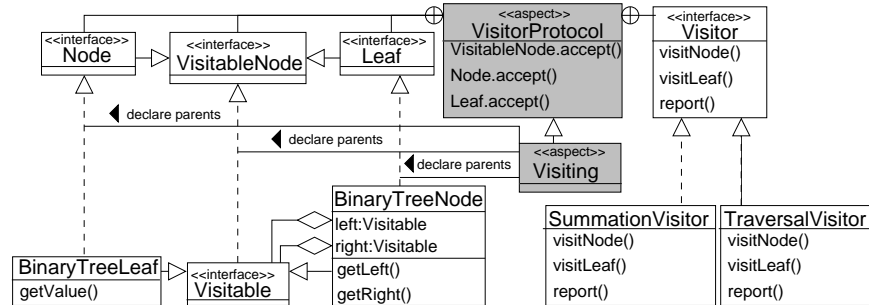 <<interface>>
Node
<<interface>>
VisitableNode
<<interface>>
Leaf
<<aspect>>
VisitorProtocol
VisitableNode.accept()
Node.accept()
Leaf.accept()
<<interface>>
Visitor
visitNode()
visitLeaf()
report()
declare parents
declare parents
declare parents
<<aspect>>
Visiting
BinaryTreeLeaf
getValue()
<<interface>>
Visitable
BinaryTreeNode
left:Visitable
right:Visitable
getLeft()
getRight()
SummationVisitor
visitNode()
visitLeaf()
report()
TraversalVisitor
visitNode()
visitLeaf()
report()